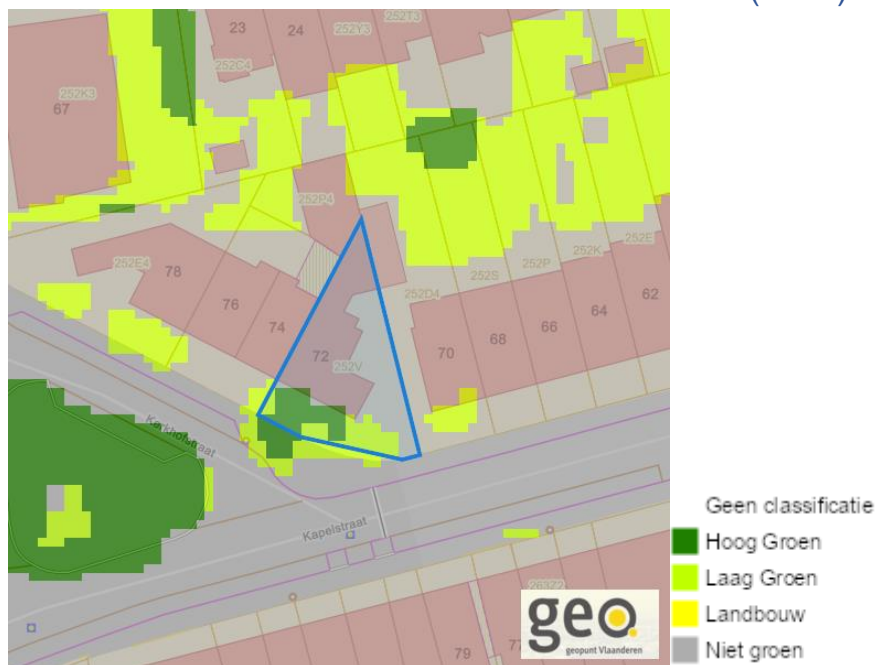 23
24
252Y3
252T3
252C4
252K3
67
252P4
252E4
78
76
74
72
252V
252D4
252S
252P
252K
252E
70
68
66
64
62
Kerkhofstraat
Kapelstraat
263Z2
79
77
geo.
geopunt Vlaanderen
Geen classificatie
Hoog Groen
Laag Groen
Landbouw
Niet groen